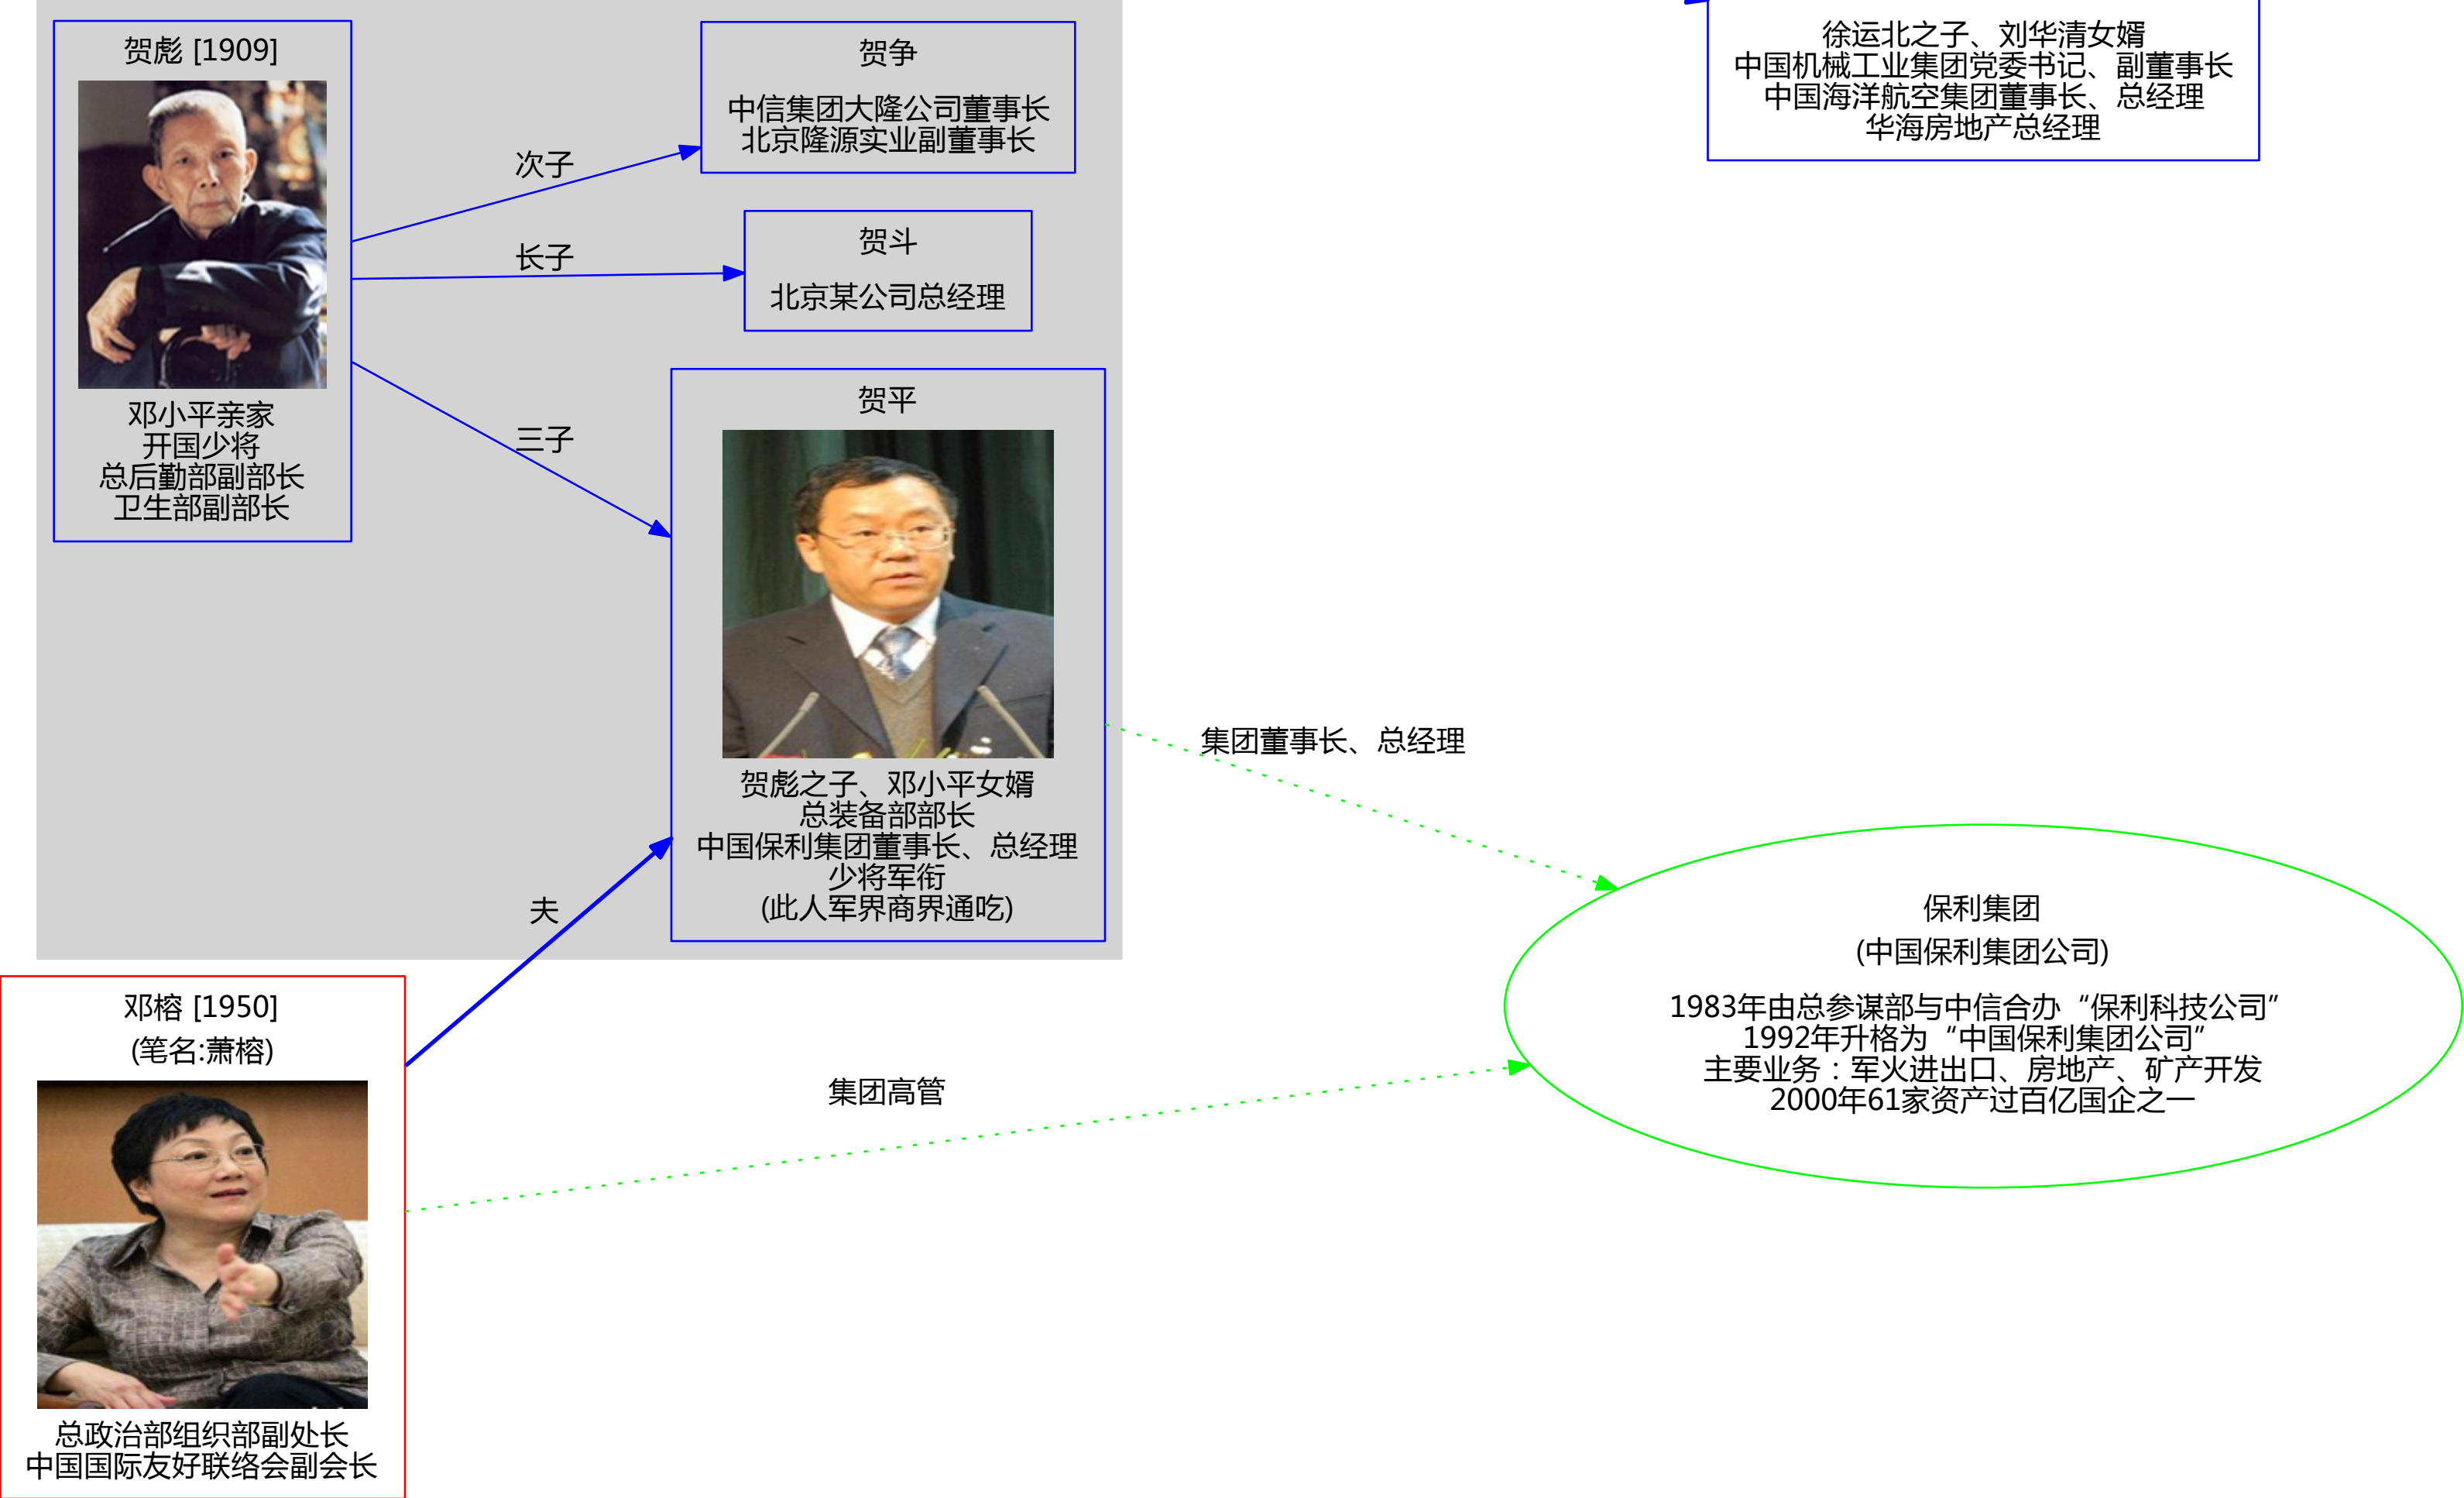 贺彪 [1909]
邓小平亲家
开国少将
总后勤部副部长
卫生部副部长
次子
长子
三子
贺争
中信集团大隆公司董事长
北京隆源实业副董事长
贺斗
北京某公司总经理
贺平
贺彪之子、邓小平女婿
总装备部部长
中国保利集团董事长、总经理
少将军衔
(此人军界商界通吃)
徐运北之子、刘华清女婿
中国机械工业集团党委书记、副董事长
中国海洋航空集团董事长、总经理
华海房地产总经理
集团董事长、总经理
夫
邓榕 [1950]
(笔名:萧榕)
总政治部组织部副处长
中国国际友好联络会副会长
集团高管
保利集团
(中国保利集团公司)
1983年由总参谋部与中信合办“保利科技公司”
1992年升格为“中国保利集团公司”
主要业务：军火进出口、房地产、矿产开发
2000年61家资产过百亿国企之一